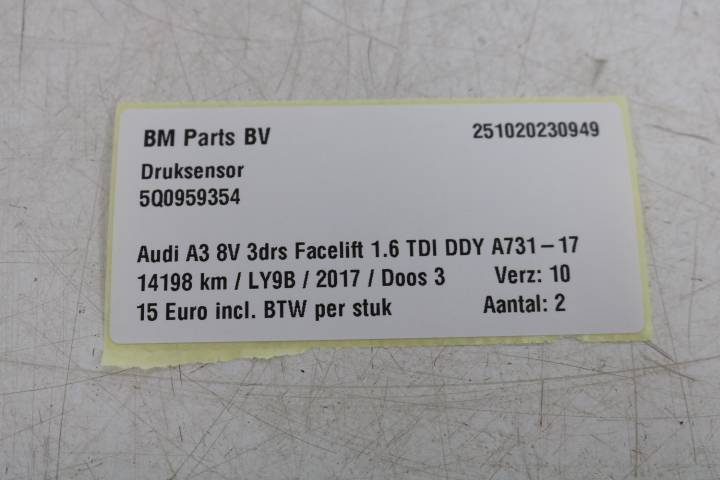 BM Parts BV 251020230949
Druksensor
5Q0959354
Audi A3 8V 3drs Facelift 1.6 TDI DDY A731-17
14198 km / LY9B / 2017 / Doos 3 Verz: 10
15 Euro incl. BTW per stuk Aantal: 2